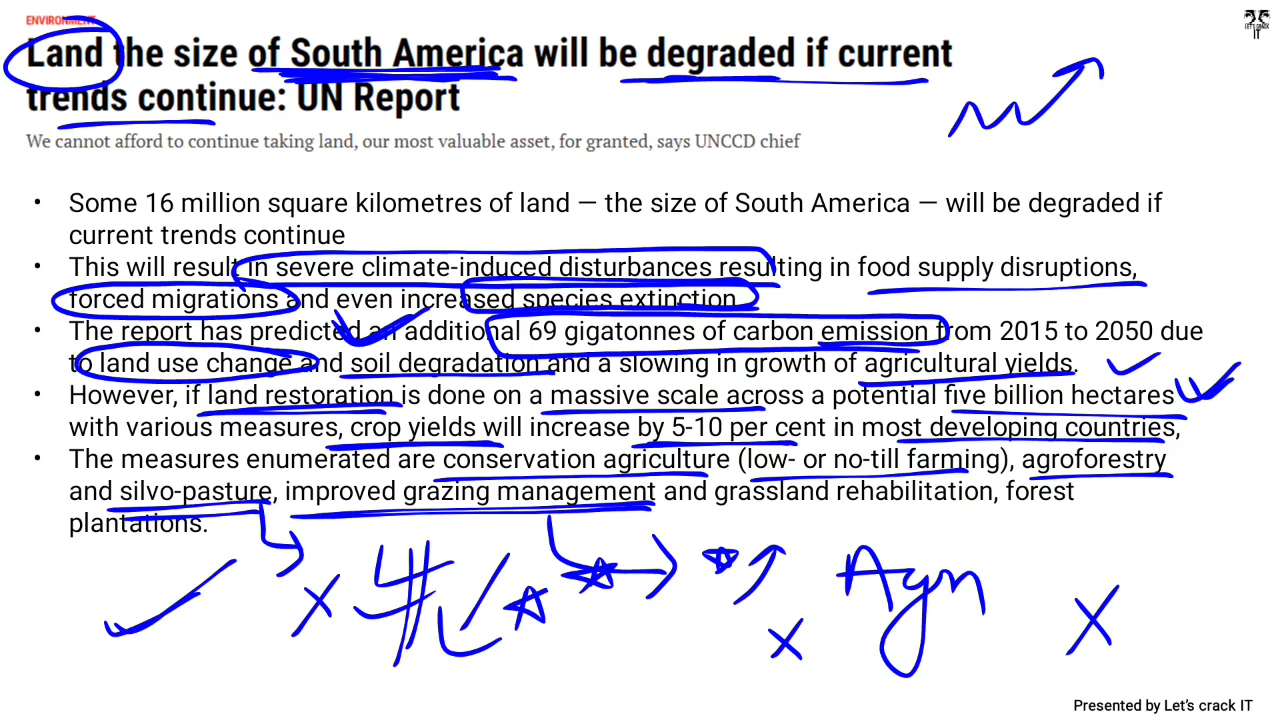 ENVIRONMENT
Land the size of South America will be degraded if current
trends continue: UN Report
We cannot afford to continue taking land, our most valuable asset, for granted, says UNCCD chief
LET'S CRACK
IT
• Some 16 million square kilometres of land — the size of South America — will be degraded if
current trends continue
• This will result in severe climate-induced disturbances resulting in food supply disruptions,
forced migrations and even increased species extinction.
• The report has predicted an additional 69 gigatonnes of carbon emission from 2015 to 2050 due
to land use change and soil degradation and a slowing in growth of agricultural yields.
• However, if land restoration is done on a massive scale across a potential five billion hectares
with various measures, crop yields will increase by 5-10 per cent in most developing countries,
• The measures enumerated are conservation agriculture (low- or no-till farming), agroforestry
and silvo-pasture, improved grazing management and grassland rehabilitation, forest
plantations.
Presented by Let's crack IT